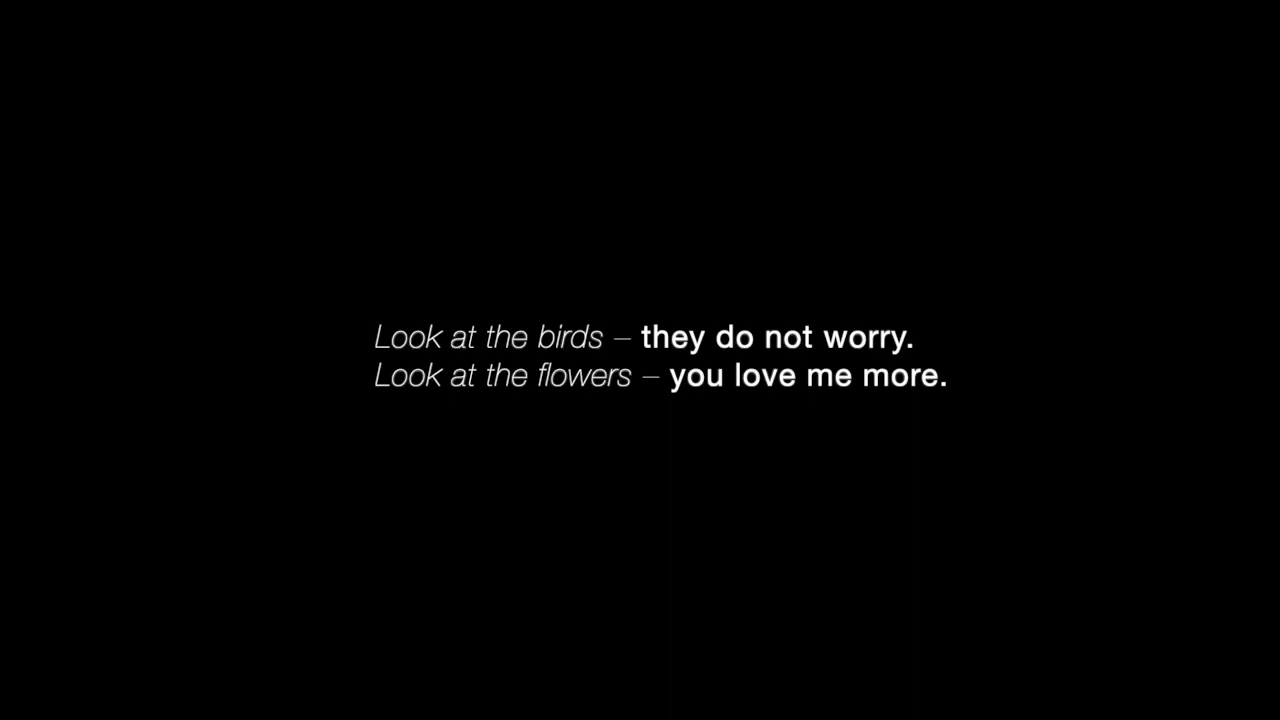 Look at the birds – they do not worry.
Look at the flowers – you love me more.